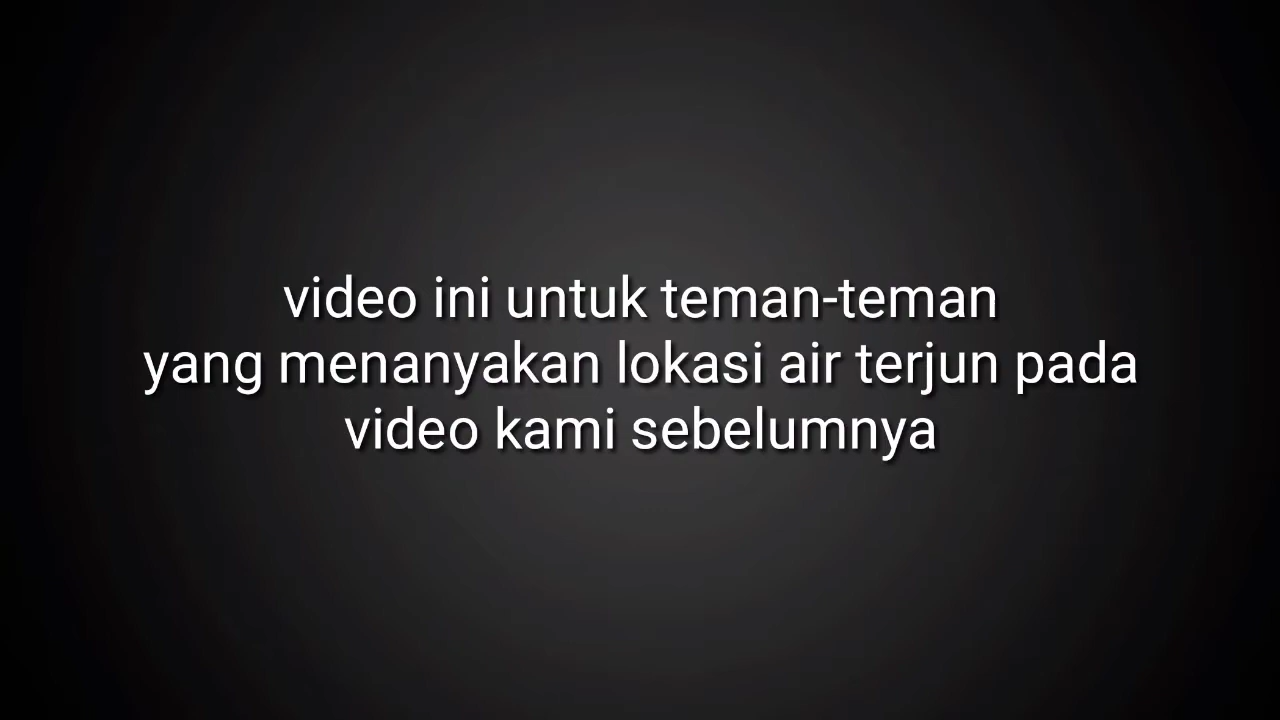 video ini untuk teman-teman
yang menanyakan lokasi air terjun pada
video kami sebelumnya